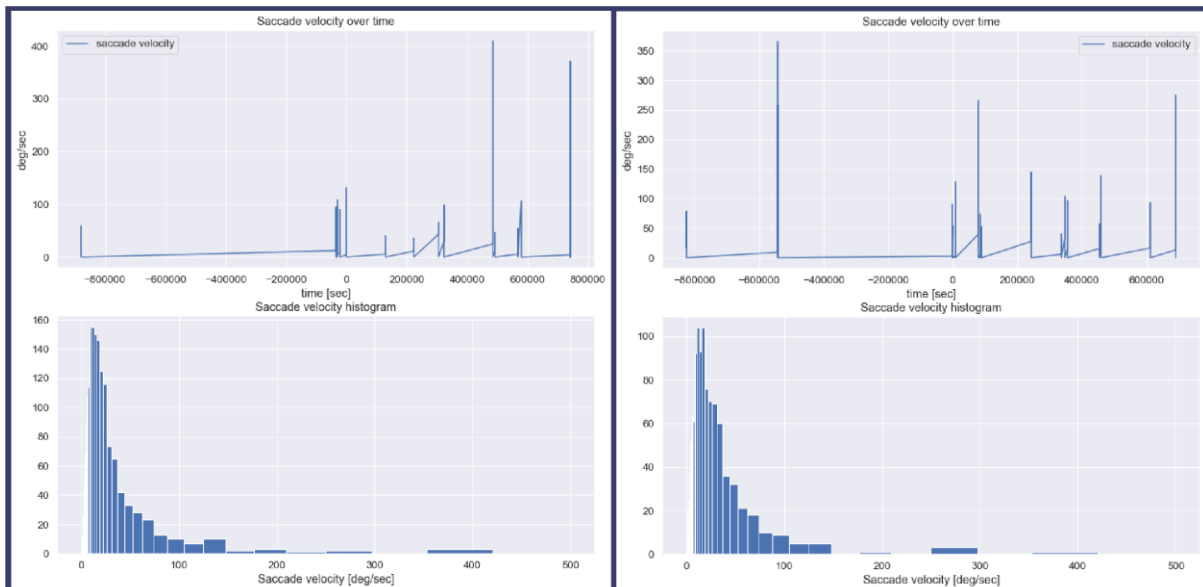 Saccade velocity over time
saccade velocity
400
300
200
100
0
deg/sec
−800000 −600000 −400000 −200000 0 200000 400000 600000 800000
time [sec]
Saccade velocity histogram
160
140
120
100
80
60
40
20
0
0 100 200 300 400 500
Saccade velocity [deg/sec]
Saccade velocity over time
saccade velocity
350
300
250
200
150
100
50
0
deg/sec
−800000 −600000 −400000 −200000 0 200000 400000 600000
time [sec]
Saccade velocity histogram
100
80
60
40
20
0
0 100 200 300 400 500
Saccade velocity [deg/sec]